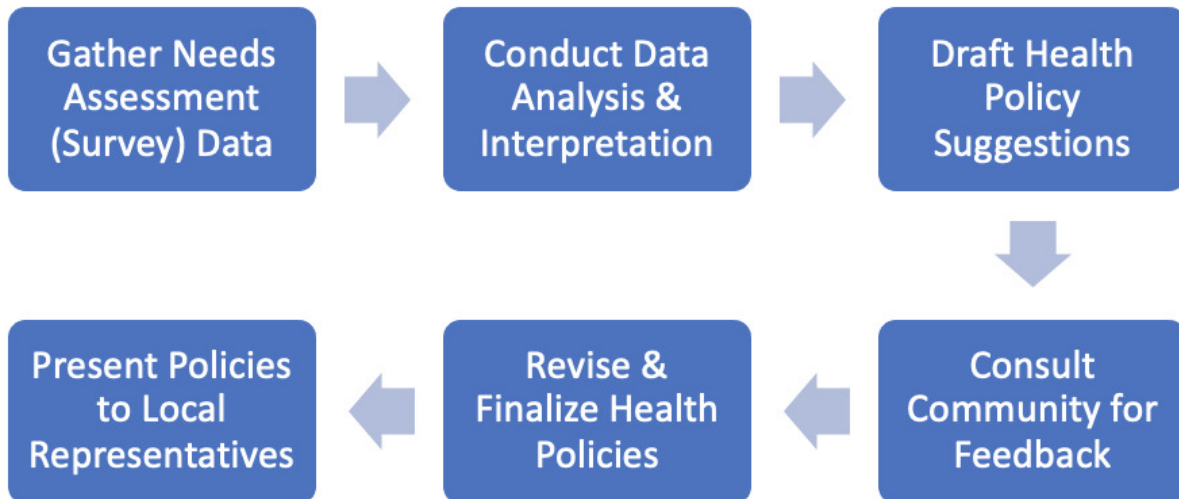 Gather Needs
Assessment
(Survey) Data
Conduct Data
Analysis &
Interpretation
Draft Health
Policy
Suggestions
Consult
Community for
Feedback
Revise &
Finalize Health
Policies
Present Policies
to Local
Representatives